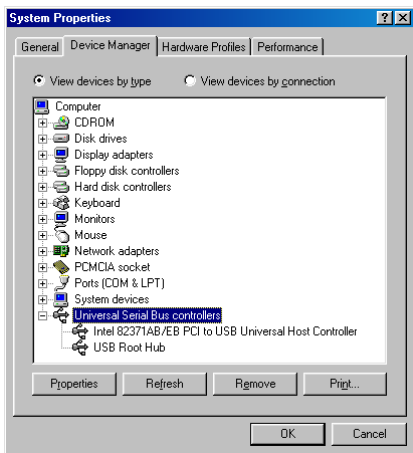 System Properties
General Device Manager Hardware Profiles Performance
View devices by type View devices by connection
Computer
CDROM
Disk drives
Display adapters
Floppy disk controllers
Hard disk controllers
Keyboard
Monitors
Mouse
Network adapters
PCMCIA socket
Ports (COM & LPT)
System devices
Universal Serial Bus controllers
Intel 82371AB/EB PCI to USB Universal Host Controller
USB Root Hub
Properties Refresh Remove Print...
OK Cancel